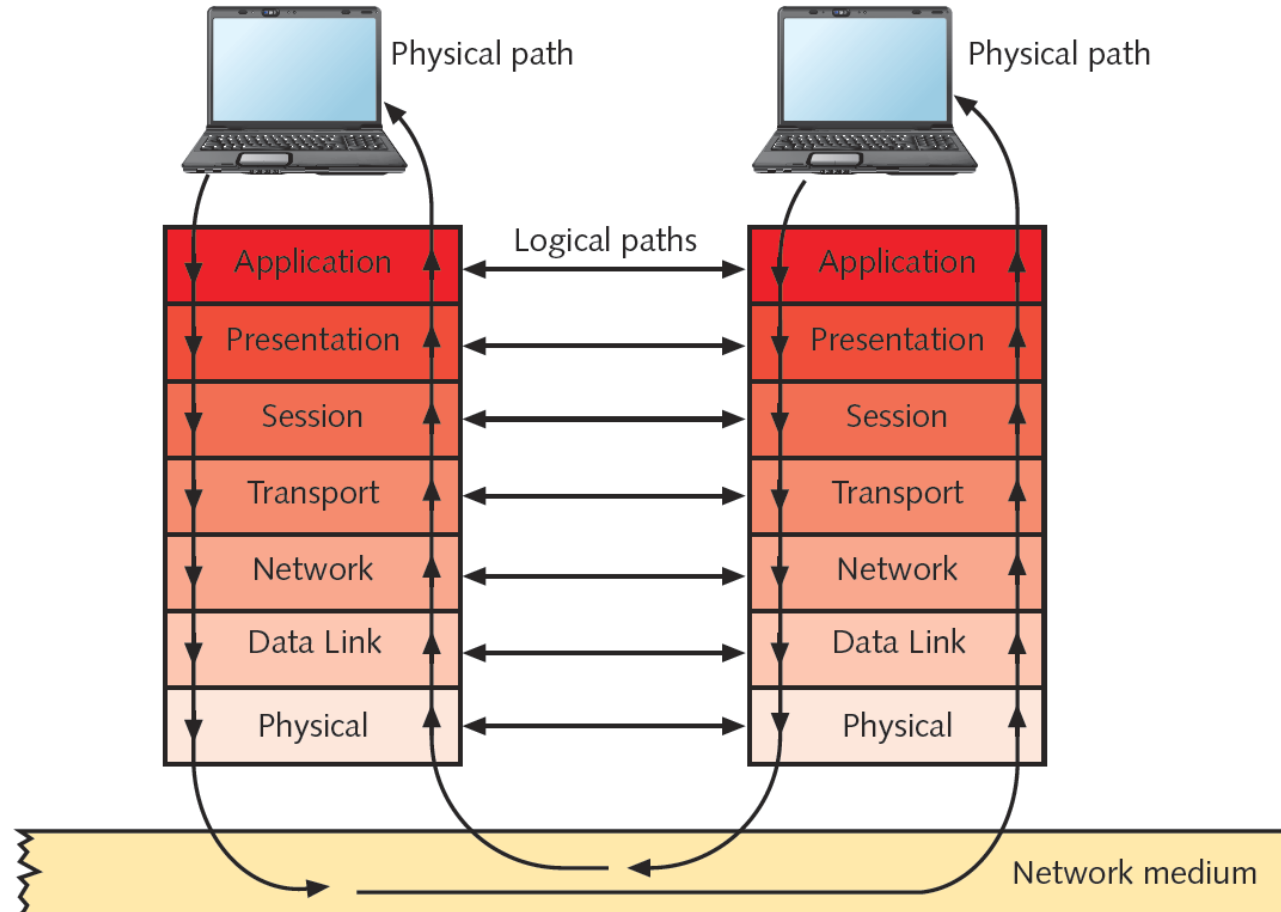 Physical path
Physical path
Logical paths
Application
Application
Presentation
Presentation
Session
Session
Transport
Transport
Network
Network
Data Link
Data Link
Physical
Physical
Network medium